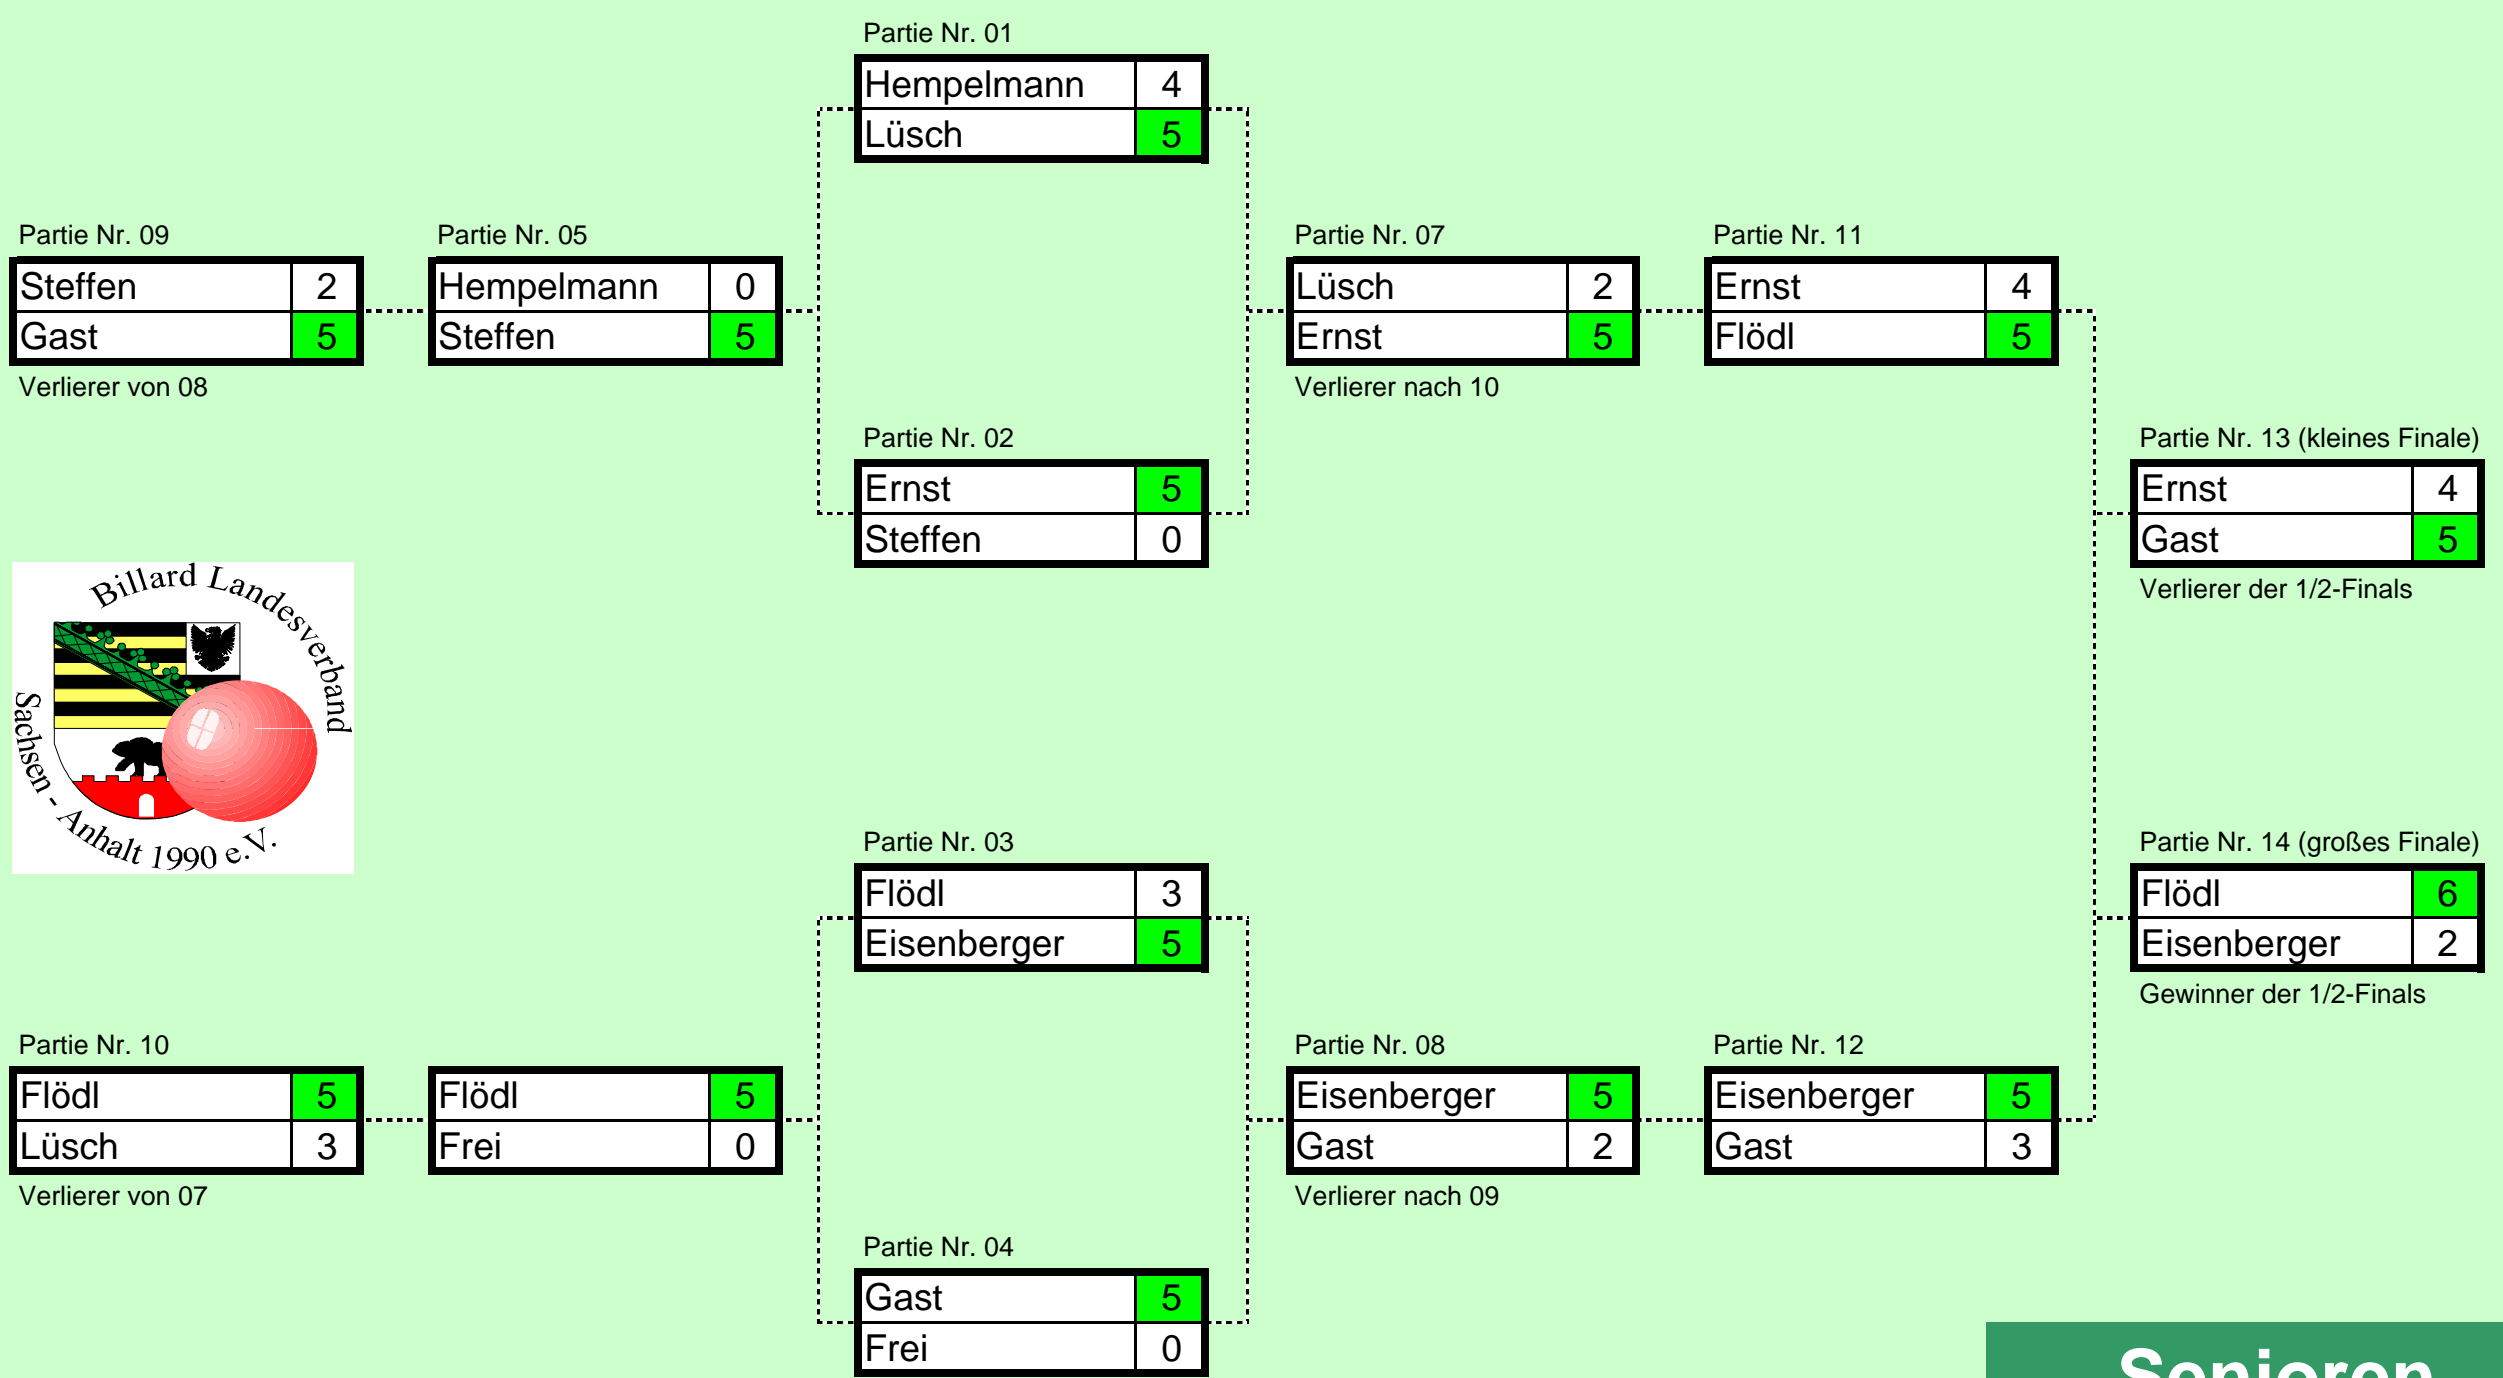 Partie Nr. 01
Hempelmann 4
Lüsch 5
Partie Nr. 09
Steffen 2
Gast 5
Verlierer von 08
Partie Nr. 05
Hempelmann 0
Steffen 5
Partie Nr. 07
Lüsch 2
Ernst 5
Verlierer nach 10
Partie Nr. 11
Ernst 4
Flödl 5
Partie Nr. 02
Ernst 5
Steffen 0
Partie Nr. 13 (kleines Finale)
Ernst 4
Gast 5
Verlierer der 1/2-Finals
Billard Landesverband
Sachsen - Anhalt 1990 e.V.
Partie Nr. 03
Flödl 3
Eisenberger 5
Partie Nr. 14 (großes Finale)
Flödl 6
Eisenberger 2
Gewinner der 1/2-Finals
Partie Nr. 10
Flödl 5
Lüsch 3
Verlierer von 07
Flödl 5
Frei 0
Partie Nr. 08
Eisenberger 5
Gast 2
Verlierer nach 09
Partie Nr. 12
Eisenberger 5
Gast 3
Partie Nr. 04
Gast 5
Frei 0
Senioren